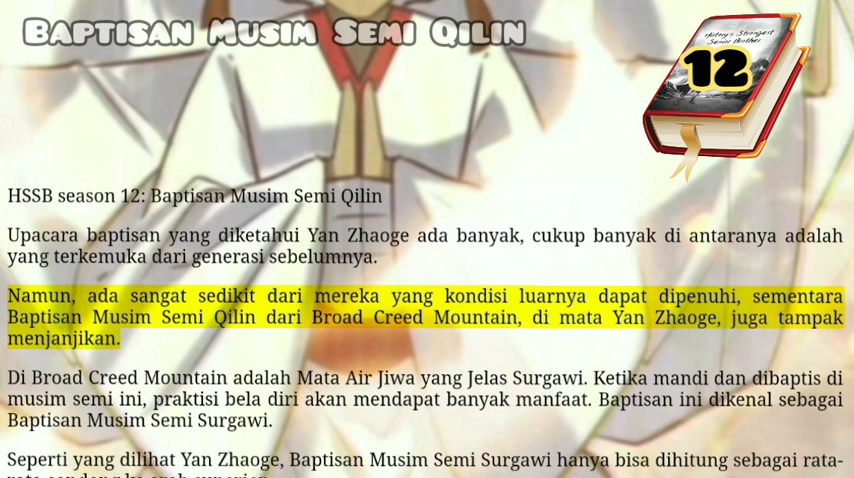 Baptisan Musim Semi Qilin
History's Strongest
Senior Brother
12
HSSB season 12: Baptisan Musim Semi Qilin
Upacara baptisan yang diketahui Yan Zhaoge ada banyak, cukup banyak di antaranya adalah
yang terkemuka dari generasi sebelumnya.
Namun, ada sangat sedikit dari mereka yang kondisi luarnya dapat dipenuhi, sementara
Baptisan Musim Semi Qilin dari Broad Creed Mountain, di mata Yan Zhaoge, juga tampak
menjanjikan.
Di Broad Creed Mountain adalah Mata Air Jiwa yang Jelas Surgawi. Ketika mandi dan dibaptis di
musim semi ini, praktisi bela diri akan mendapat banyak manfaat. Baptisan ini dikenal sebagai
Baptisan Musim Semi Surgawi.
Seperti yang dilihat Yan Zhaoge, Baptisan Musim Semi Surgawi hanya bisa dihitung sebagai rata-